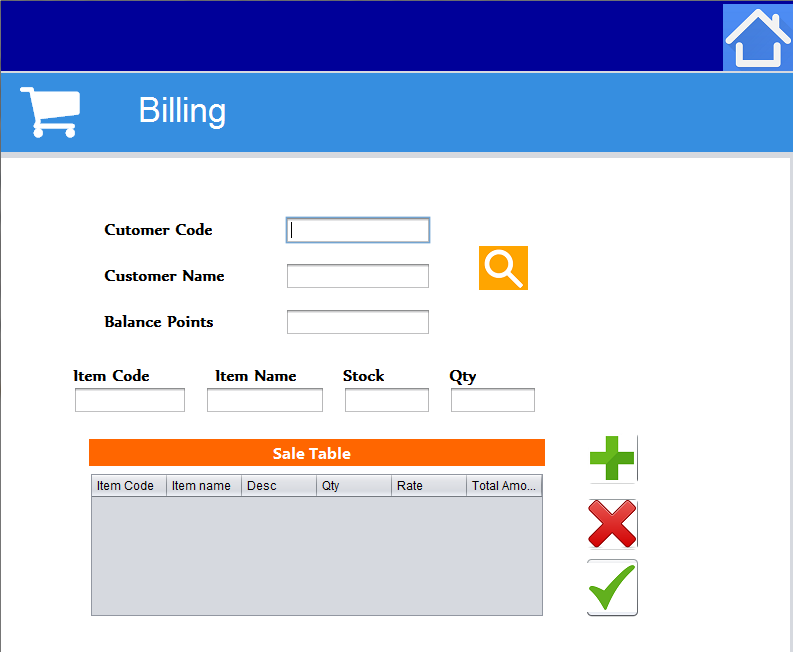 Billing
Cutomer Code
Customer Name
Balance Points
Item Code Item Name Stock Qty
Sale Table
Item Code Item name Desc Qty Rate Total Amo...